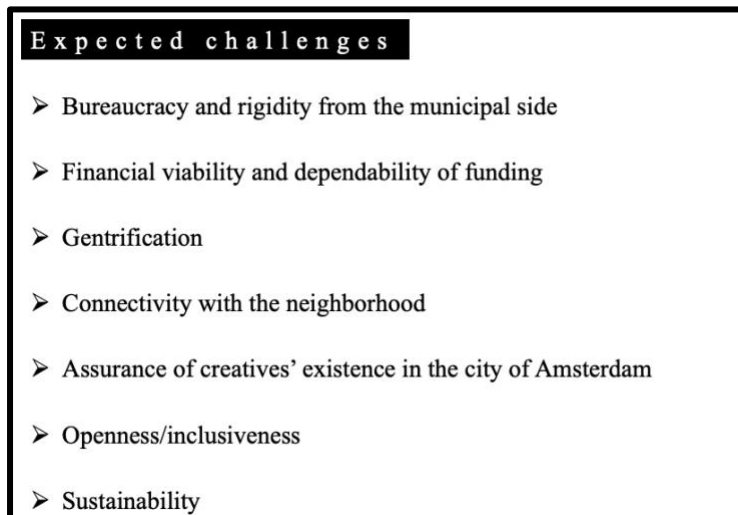 Expected challenges
➢ Bureaucracy and rigidity from the municipal side
➢ Financial viability and dependability of funding
➢ Gentrification
➢ Connectivity with the neighborhood
➢ Assurance of creatives’ existence in the city of Amsterdam
➢ Openness/inclusiveness
➢ Sustainability